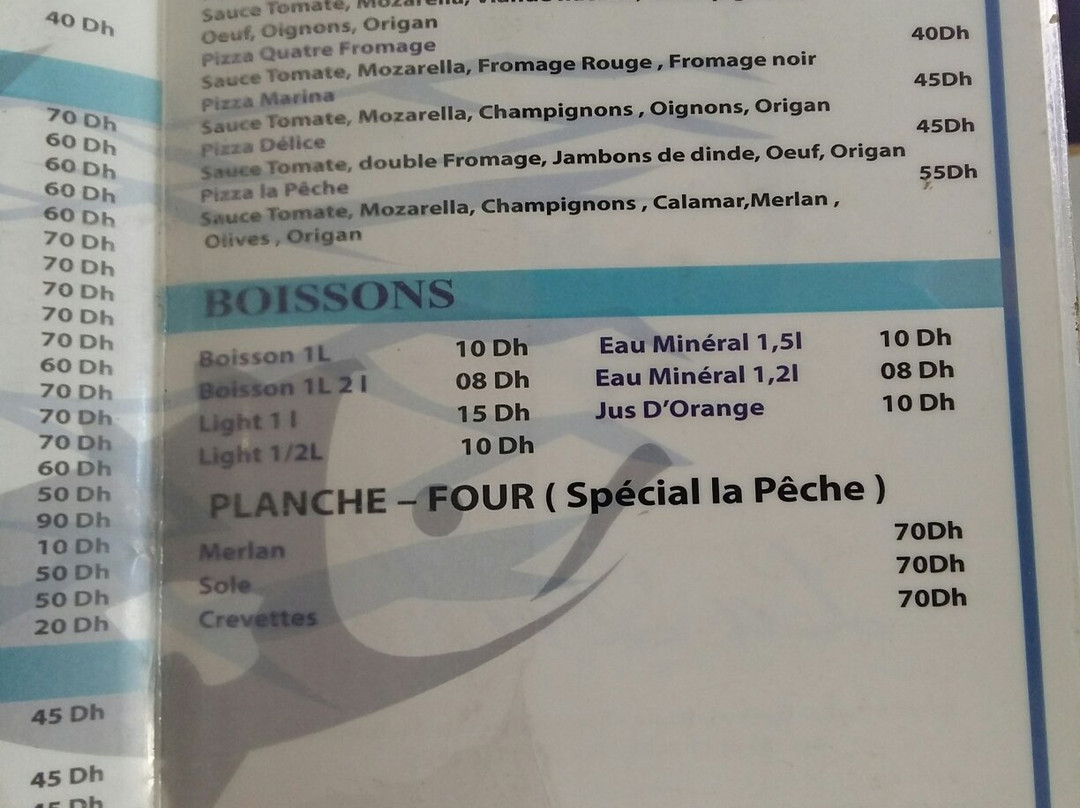 40 Dh
70 Dh
60 Dh
60 Dh
60 Dh
60 Dh
70 Dh
70 Dh
70 Dh
70 Dh
70 Dh
60 Dh
70 Dh
70 Dh
70 Dh
60 Dh
50 Dh
90 Dh
10 Dh
50 Dh
50 Dh
20 Dh
45 Dh
45 Dh
45 Dh
Sauce Tomate, Mozarella,
Oeuf, Oignons, Origan
Pizza Quatre Fromage 40Dh
Sauce Tomate, Mozarella, Fromage Rouge , Fromage noir
Pizza Marina 45Dh
Sauce Tomate, Mozarella, Champignons , Oignons, Origan
Pizza Délice 45Dh
Sauce Tomate, double Fromage, Jambons de dinde, Oeuf, Origan
Pizza la Pêche 55Dh
Sauce Tomate, Mozarella, Champignons , Calamar,Merlan ,
Olives , Origan
BOISSONS
Boisson 1L 10 Dh Eau Minéral 1,5l 10 Dh
Boisson 1L 2 l 08 Dh Eau Minéral 1,2l 08 Dh
Light 1 l 15 Dh Jus D'Orange 10 Dh
Light 1/2L 10 Dh
PLANCHE – FOUR ( Spécial la Pêche )
Merlan 70Dh
Sole 70Dh
Crevettes 70Dh